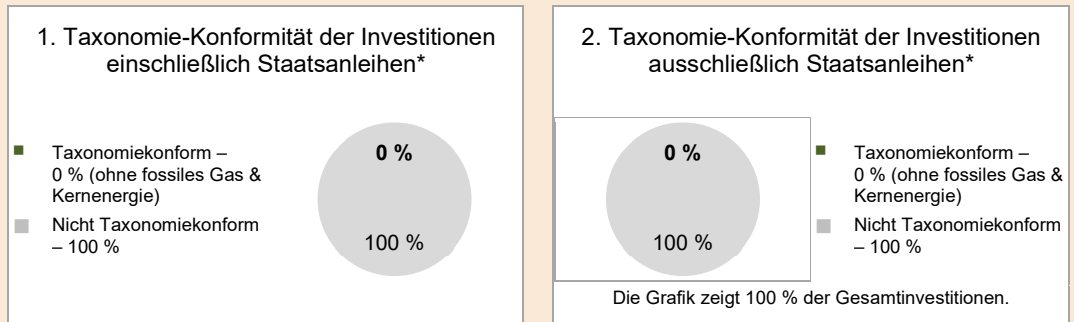 1. Taxonomie-Konformität der Investitionen
einschließlich Staatsanleihen*
Taxonomiekonform –
0 % (ohne fossiles Gas &
Kernenergie)
Nicht Taxonomiekonform
– 100 %
0 %
100 %
2. Taxonomie-Konformität der Investitionen
ausschließlich Staatsanleihen*
0 %
100 %
Taxonomiekonform –
0 % (ohne fossiles Gas &
Kernenergie)
Nicht Taxonomiekonform
– 100 %
Die Grafik zeigt 100 % der Gesamtinvestitionen.